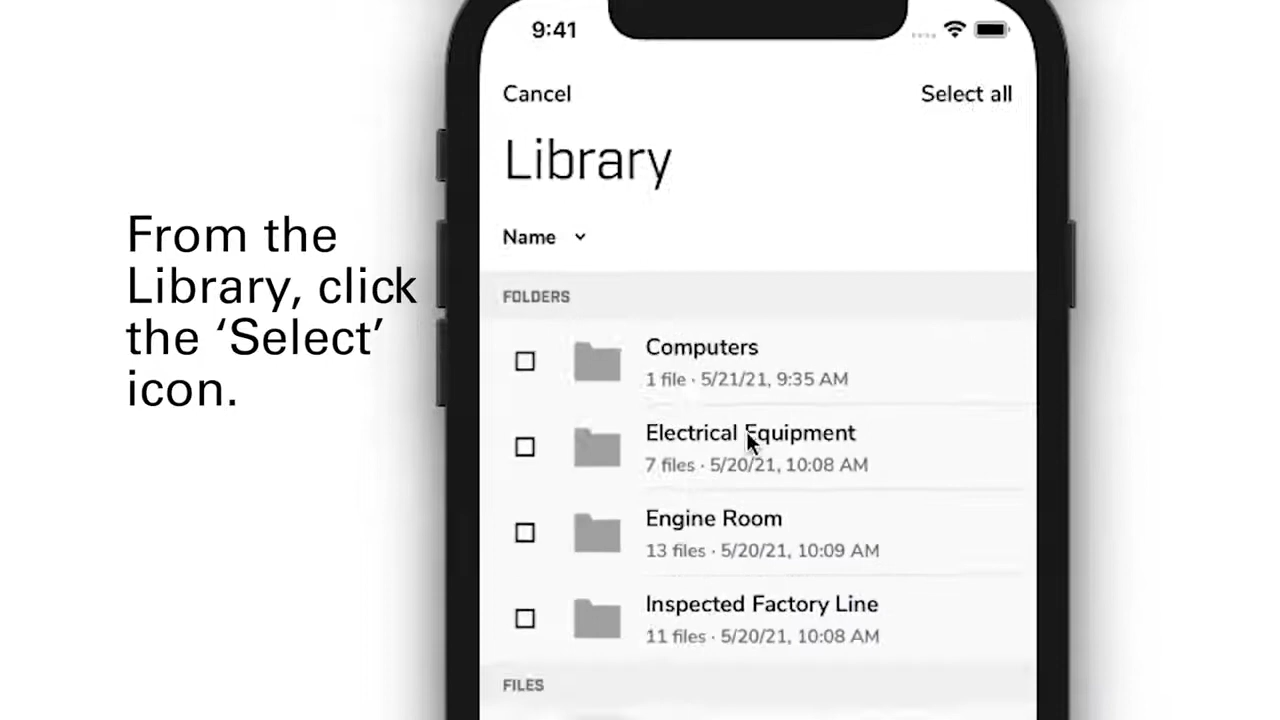 From the
Library, click
the ‘Select’
icon.
9:41
Cancel
Select all
Library
Name
FOLDERS
Computers
1 file · 5/21/21, 9:35 AM
Electrical Equipment
7 files · 5/20/21, 10:08 AM
Engine Room
13 files · 5/20/21, 10:09 AM
Inspected Factory Line
11 files · 5/20/21, 10:08 AM
FILES